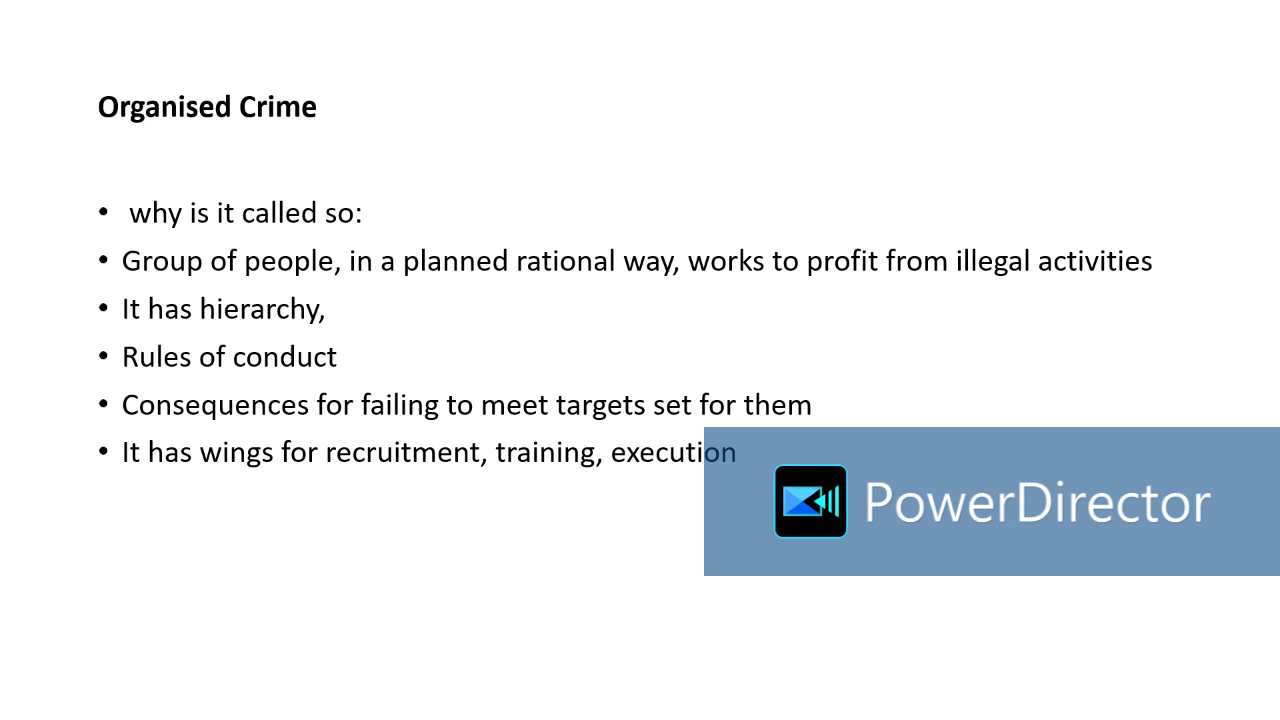 Organised Crime
• why is it called so:
• Group of people, in a planned rational way, works to profit from illegal activities
• It has hierarchy,
• Rules of conduct
• Consequences for failing to meet targets set for them
• It has wings for recruitment, training, execution
PowerDirector